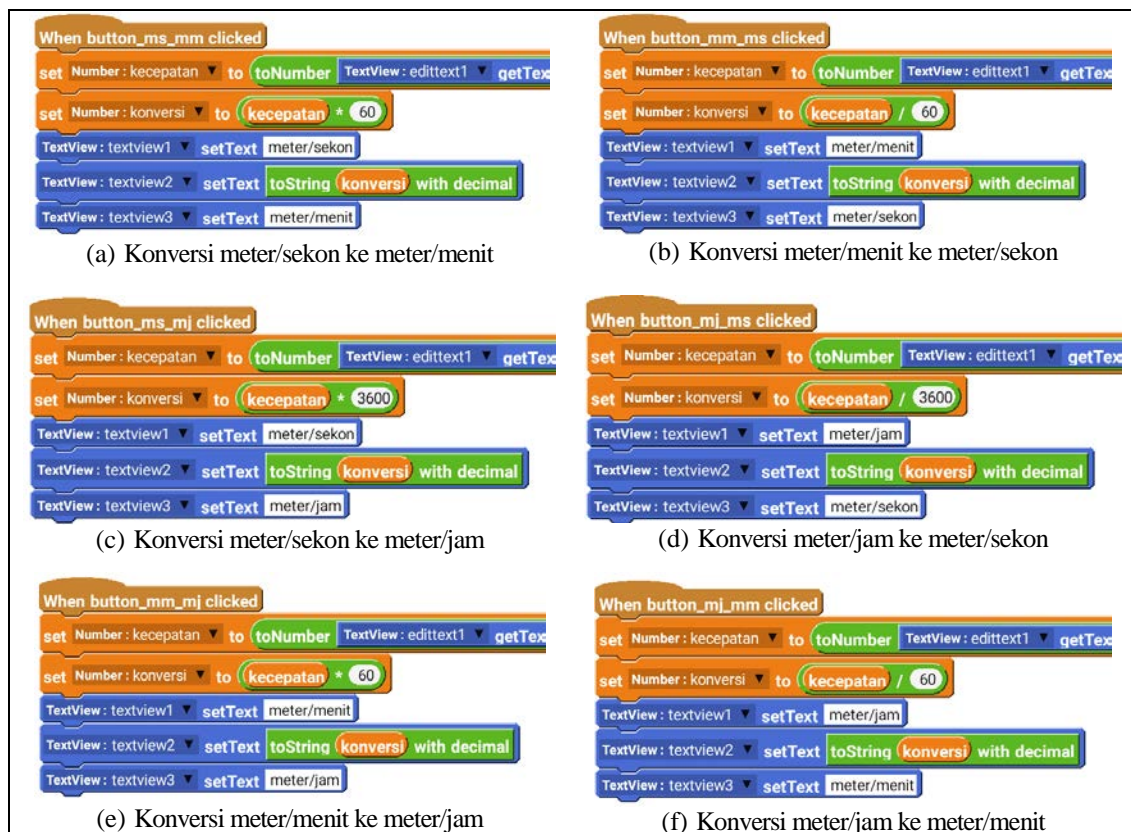 When button_ms_mm clicked
set Number : kecepatan to toNumber TextView : edittext1 getTex
set Number : konversi to kecepatan * 60
TextView : textview1 setText meter/sekon
TextView : textview2 setText toString konversi with decimal
TextView : textview3 setText meter/menit
(a) Konversi meter/sekon ke meter/menit
When button_mm_ms clicked
set Number : kecepatan to toNumber TextView : edittext1 getTex
set Number : konversi to kecepatan / 60
TextView : textview1 setText meter/menit
TextView : textview2 setText toString konversi with decimal
TextView : textview3 setText meter/sekon
(b) Konversi meter/menit ke meter/sekon
When button_ms_mj clicked
set Number : kecepatan to toNumber TextView : edittext1 getTex
set Number : konversi to kecepatan * 3600
TextView : textview1 setText meter/sekon
TextView : textview2 setText toString konversi with decimal
TextView : textview3 setText meter/jam
(c) Konversi meter/sekon ke meter/jam
When button_mj_ms clicked
set Number : kecepatan to toNumber TextView : edittext1 getTex
set Number : konversi to kecepatan / 3600
TextView : textview1 setText meter/jam
TextView : textview2 setText toString konversi with decimal
TextView : textview3 setText meter/sekon
(d) Konversi meter/jam ke meter/sekon
When button_mm_mj clicked
set Number : kecepatan to toNumber TextView : edittext1 getTex
set Number : konversi to kecepatan * 60
TextView : textview1 setText meter/menit
TextView : textview2 setText toString konversi with decimal
TextView : textview3 setText meter/jam
(e) Konversi meter/menit ke meter/jam
When button_mj_mm clicked
set Number : kecepatan to toNumber TextView : edittext1 getTex
set Number : konversi to kecepatan / 60
TextView : textview1 setText meter/jam
TextView : textview2 setText toString konversi with decimal
TextView : textview3 setText meter/menit
(f) Konversi meter/jam ke meter/menit